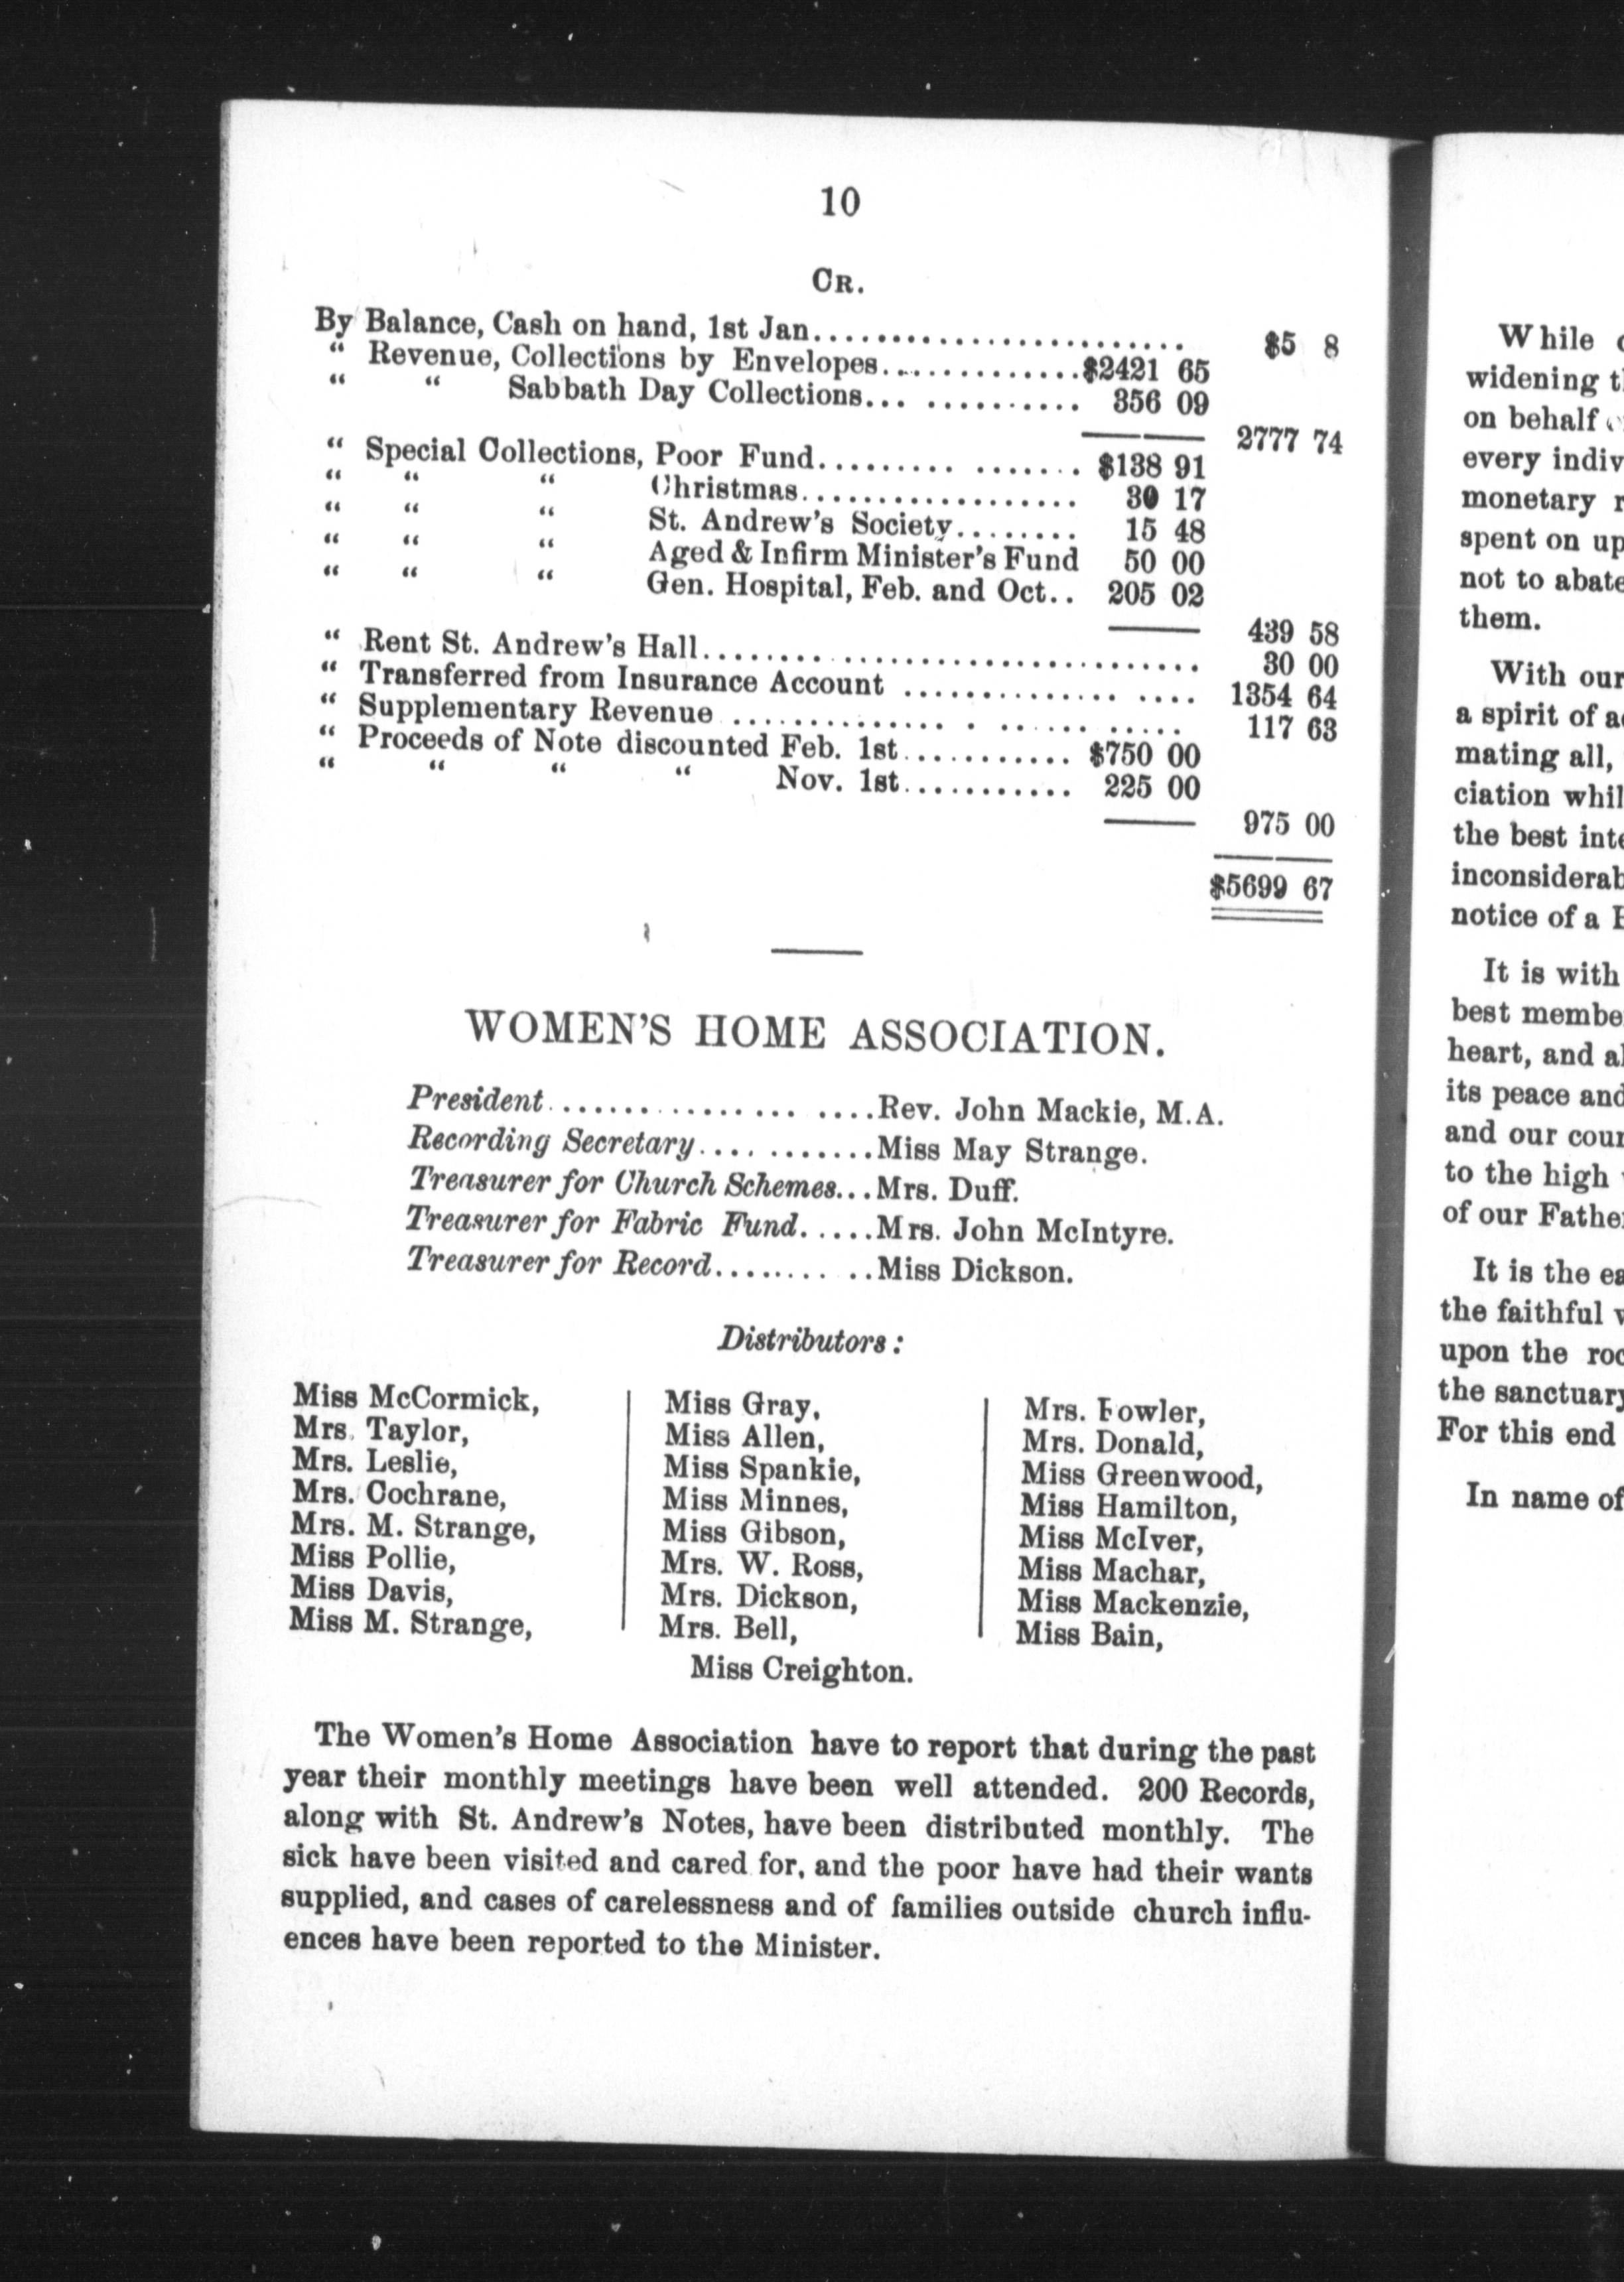 10
CR.
By Balance, Cash on hand, 1st Jan........................ $5 8
“ Revenue, Collections by Envelopes.............$2421 65
“ “ Sabbath Day Collections... .......... 356 09
2777 74
“ Special Collections, Poor Fund......... ....... $138 91
“ “ “ Christmas.................. 30 17
“ “ “ St. Andrew's Society........ 15 48
“ “ “ Aged & Infirm Minister's Fund 50 00
“ “ “ Gen. Hospital, Feb. and Oct.. 205 02
439 58
“ Rent St. Andrew's Hall.................................. 30 00
“ Transferred from Insurance Account .............. .... 1354 64
“ Supplementary Revenue .............. . ... ..... 117 63
“ Proceeds of Note discounted Feb. 1st........... $750 00
“ “ “ “ Nov. 1st........... 225 00
975 00
$5699 67
WOMEN'S HOME ASSOCIATION.
President................ ....Rev. John Mackie, M.A.
Recording Secretary.... .......Miss May Strange.
Treasurer for Church Schemes...Mrs. Duff.
Treasurer for Fabric Fund.....Mrs. John McIntyre.
Treasurer for Record........ ..Miss Dickson.
Distributors:
Miss McCormick,
Mrs. Taylor,
Mrs. Leslie,
Mrs. Cochrane,
Mrs. M. Strange,
Miss Pollie,
Miss Davis,
Miss M. Strange,
Miss Gray,
Miss Allen,
Miss Spankie,
Miss Minnes,
Miss Gibson,
Mrs. W. Ross,
Mrs. Dickson,
Mrs. Bell,
Mrs. Fowler,
Mrs. Donald,
Miss Greenwood,
Miss Hamilton,
Miss McIver,
Miss Machar,
Miss Mackenzie,
Miss Bain,
Miss Creighton.
The Women's Home Association have to report that during the past
year their monthly meetings have been well attended. 200 Records,
along with St. Andrew's Notes, have been distributed monthly. The
sick have been visited and cared for, and the poor have had their wants
supplied, and cases of carelessness and of families outside church influ-
ences have been reported to the Minister.
While
widening
on behalf
every
monetary
spent on up
not to abate
them.
With our
a spirit of
mating all,
ciation
the best
notice of a
It is with
best
heart, and
its peace and
and our
to the high
of our
It is the
the faithful
upon the
the sanctuary
For this end
In name of